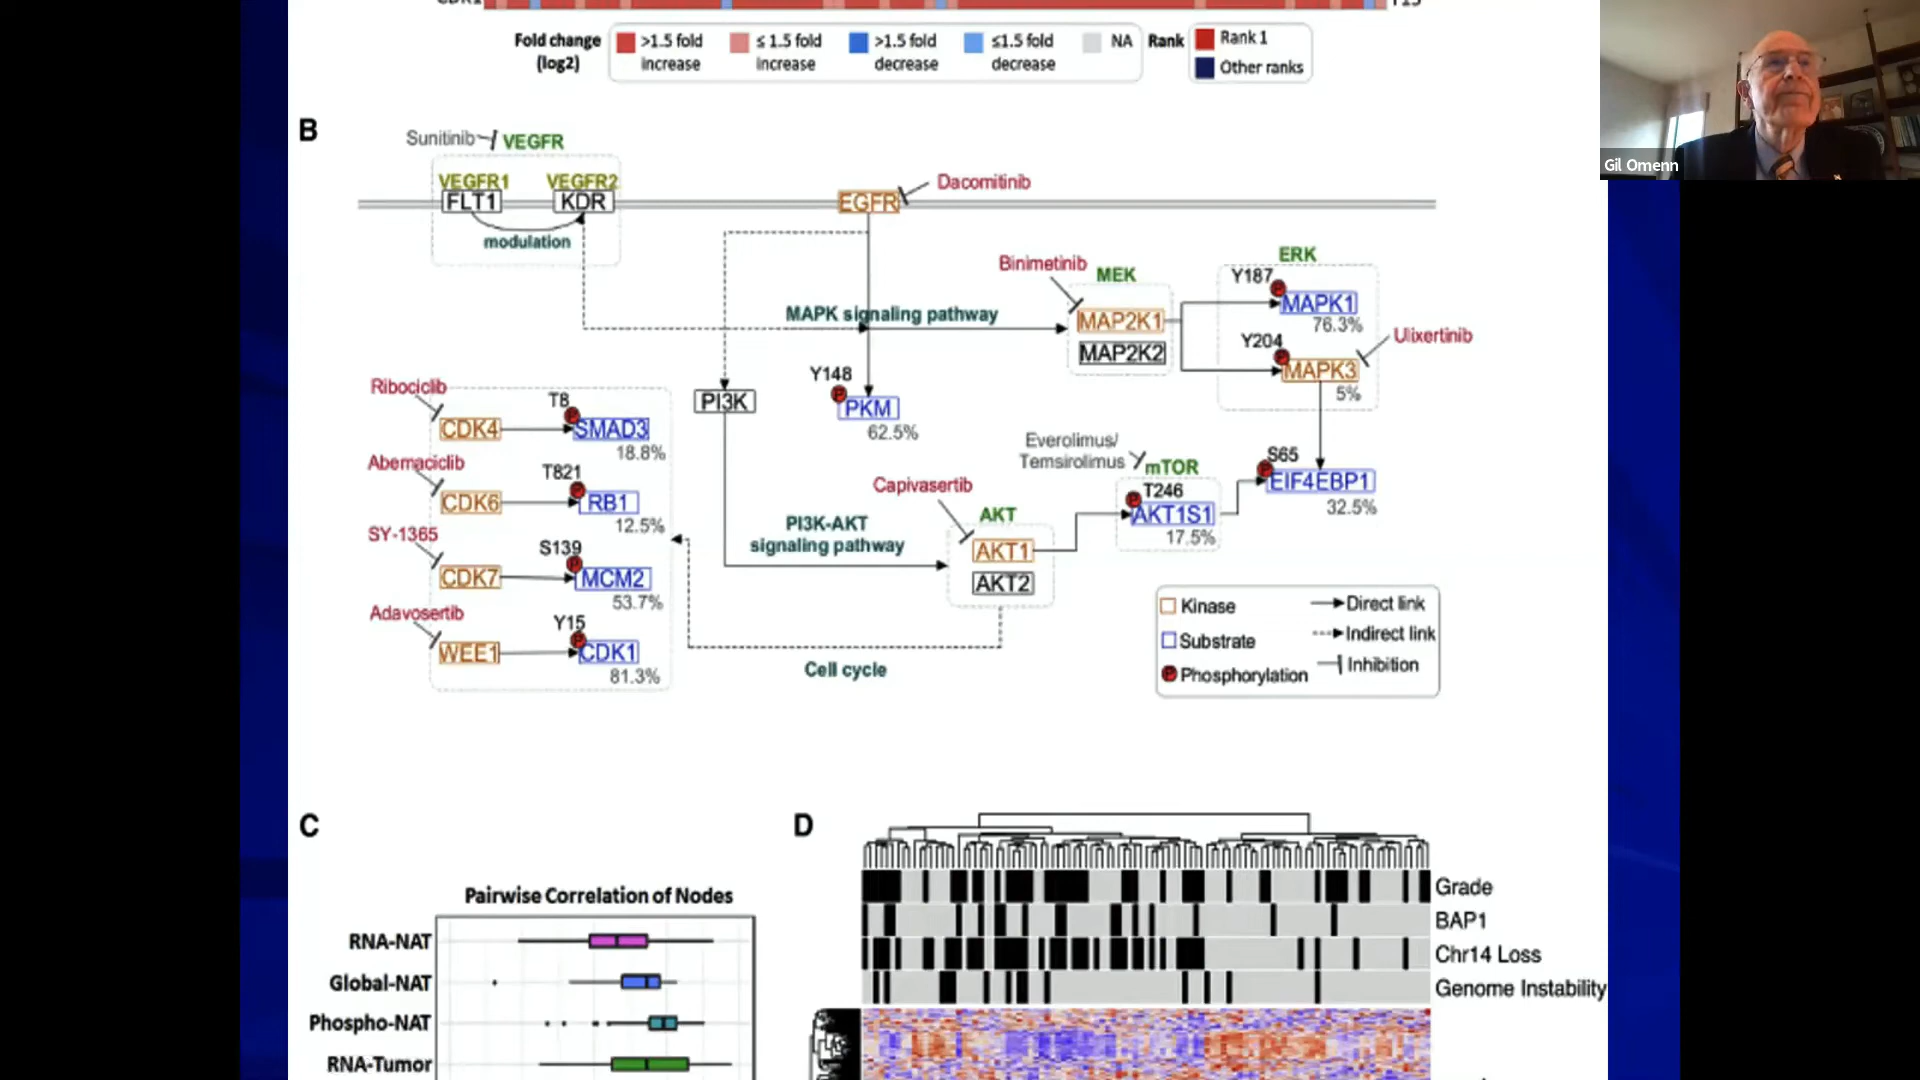 CDK1 Y15
Fold change (log2)
>1.5 fold increase
≤ 1.5 fold increase
>1.5 fold decrease
≤1.5 fold decrease
NA
Rank
Rank 1
Other ranks
Gil Omenn
B
Sunitinib
VEGFR
VEGFR1
VEGFR2
FLT1
KDR
modulation
EGFR
Dacomitinib
Binimetinib
MEK
MAP2K1
MAP2K2
ERK
Y187
P
MAPK1
76.3%
Y204
P
MAPK3
5%
Ulixertinib
MAPK signaling pathway
Ribociclib
CDK4
T8
P
SMAD3
18.8%
Abemaciclib
CDK6
T821
P
RB1
12.5%
SY-1365
CDK7
S139
P
MCM2
53.7%
Adavosertib
WEE1
Y15
P
CDK1
81.3%
PI3K
Y148
P
PKM
62.5%
Everolimus/
Temsirolimus
mTOR
T246
P
AKT1S1
17.5%
S65
P
EIF4EBP1
32.5%
Capivasertib
AKT
AKT1
AKT2
PI3K-AKT
signaling pathway
Cell cycle
Kinase
Substrate
P
Phosphorylation
Direct link
Indirect link
Inhibition
C
Pairwise Correlation of Nodes
RNA-NAT
Global-NAT
Phospho-NAT
RNA-Tumor
D
Grade
BAP1
Chr14 Loss
Genome Instability